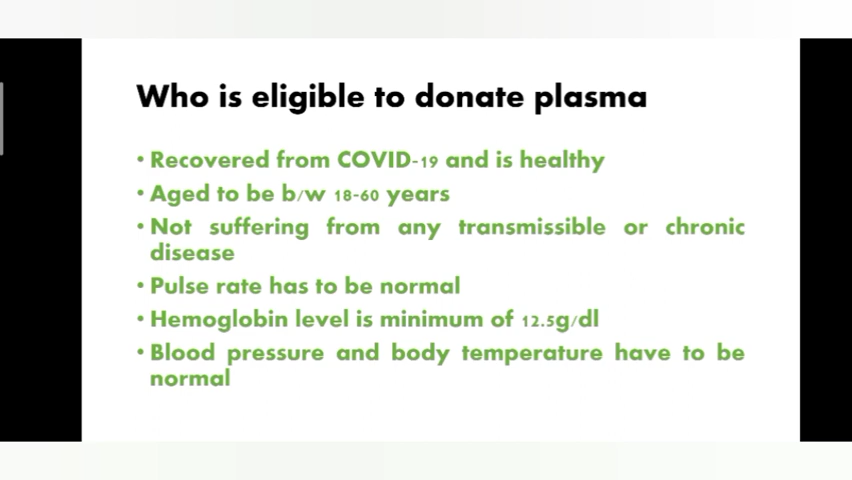 Who is eligible to donate plasma
• Recovered from COVID-19 and is healthy
• Aged to be b/w 18-60 years
• Not suffering from any transmissible or chronic
disease
• Pulse rate has to be normal
• Hemoglobin level is minimum of 12.5g/dl
• Blood pressure and body temperature have to be
normal